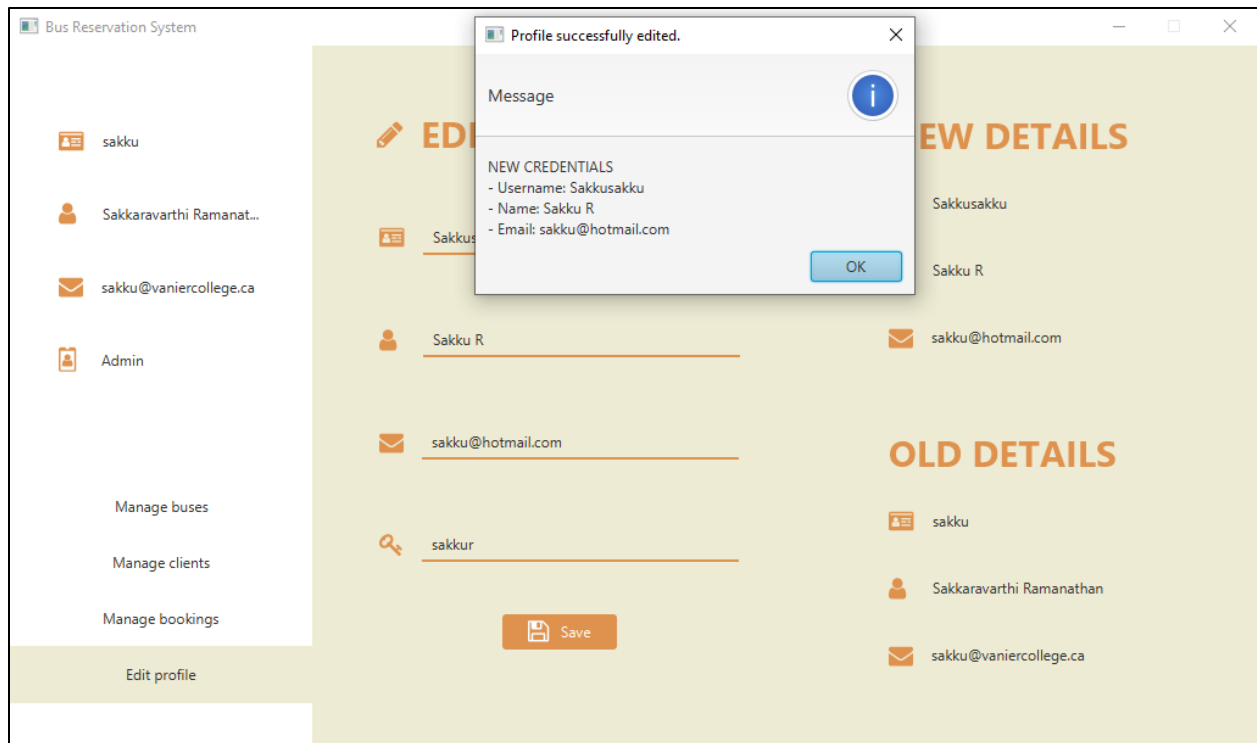 Bus Reservation System
Profile successfully edited.
Message
NEW CREDENTIALS
- Username: Sakkusakku
- Name: Sakku R
- Email: sakku@hotmail.com
OK
sakku
Sakkaravarthi Ramanat...
sakku@vaniercollege.ca
Admin
Manage buses
Manage clients
Manage bookings
Edit profile
EDI
Sakkus
Sakku R
sakku@hotmail.com
sakkur
Save
EW DETAILS
Sakkusakku
Sakku R
sakku@hotmail.com
OLD DETAILS
sakku
Sakkaravarthi Ramanathan
sakku@vaniercollege.ca